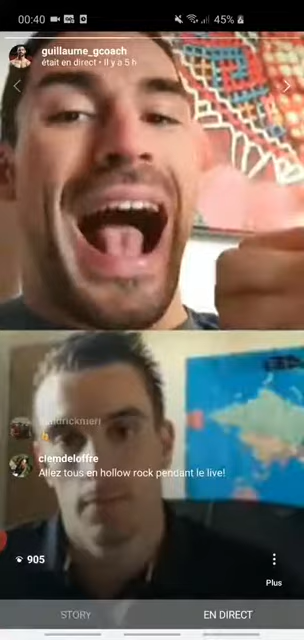 00:40
45%
guillaume_gcoach
était en direct • Il y a 5 h
clemdeloffre
Allez tous en hollow rock pendant le live!
905
Plus
STORY
EN DIRECT